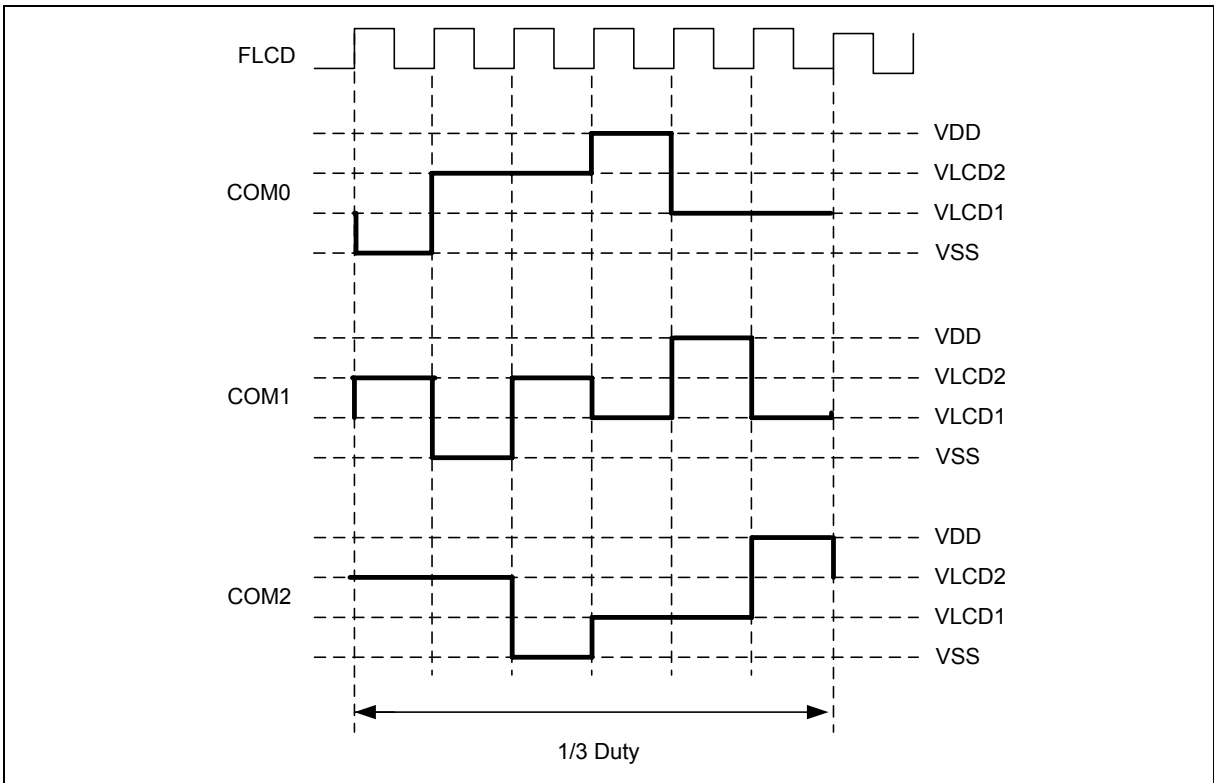 FLCD
VDD
VLCD2
COM0
VLCD1
VSS
VDD
VLCD2
COM1
VLCD1
VSS
VDD
VLCD2
COM2
VLCD1
VSS
1/3 Duty